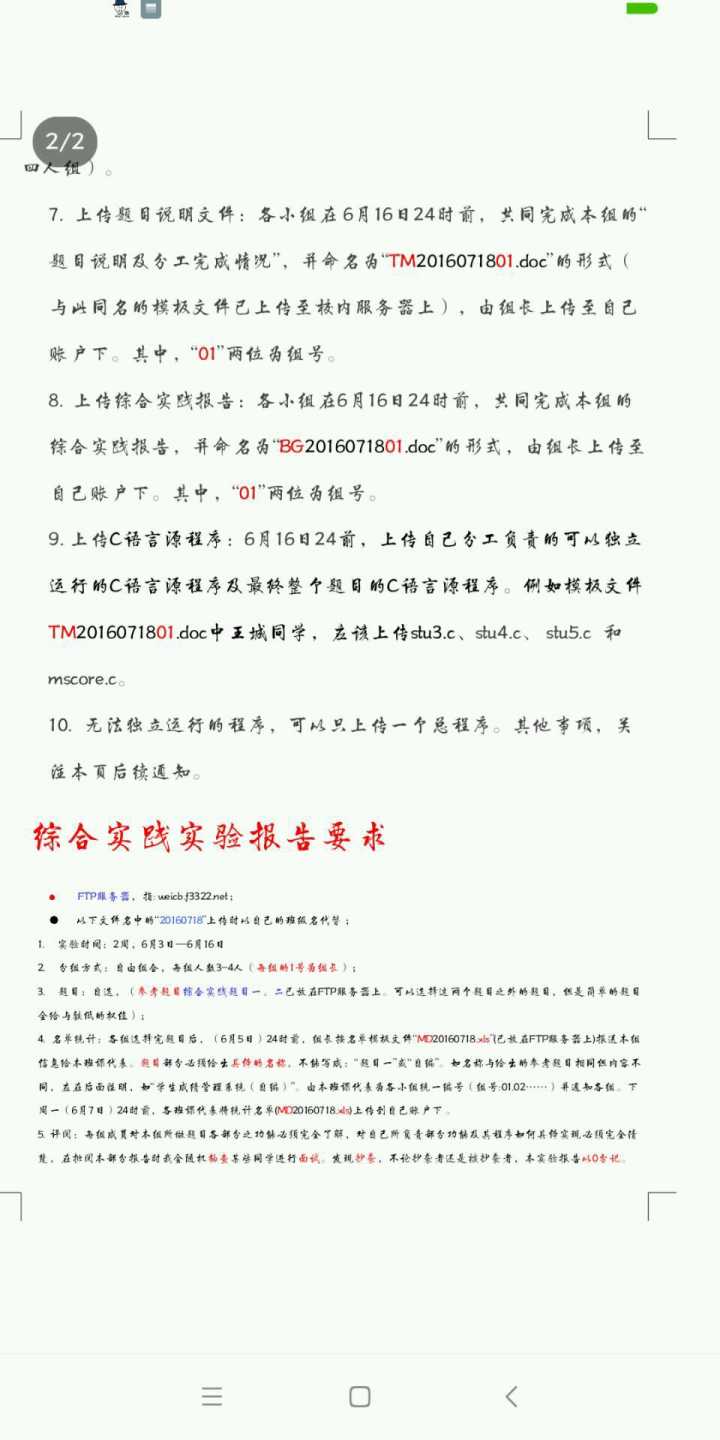 2/2
四人组）。
7. 上传题目说明文件：各小组在6月16日24时前，共同完成本组的“
题目说明及分工完成情况”，并命名为“TM2016071801.doc”的形式（
与此同名的模板文件已上传至校内服务器上），由组长上传至自己
账户下。其中，“01”两位为组号。
8. 上传综合实践报告：各小组在6月16日24时前，共同完成本组的
综合实践报告，并命名为“BG2016071801.doc”的形式，由组长上传至
自己账户下。其中，“01”两位为组号。
9. 上传C语言源程序：6月16日24前，上传自己分工负责的可以独立
运行的C语言源程序及最终整个题目的C语言源程序。例如模板文件
TM2016071801.doc中王城同学，应该上传stu3.c、stu4.c、 stu5.c 和
mscore.c。
10. 无法独立运行的程序，可以只上传一个总程序。其他事项，关
注本页后续通知。
综合实践实验报告要求
● FTP服务器，指: weicb.f3322.net；
● 以下文件名中的“20160718”上传时以自己的班级名代替；
1. 实验时间：2周，6月3日—6月16日
2. 分组方式：自由组合，每组人数3-4人（每组的1号为组长）；
3. 题目：自选，（参考题目综合实践题目一、二已放在FTP服务器上。可以选择这两个题目之外的题目，但是简单的题目
会给与较低的权值）；
4. 名单统计：各组选择完题目后，（6月5日）24时前，组长按名单模板文件“MD20160718.xls”(已放在FTP服务器上)报送本组
信息给本班课代表。题目部分必须给出具体的名称，不能写成：“题目一”或“自编”。如名称与给出的参考题目相同但内容不
同，应在后面注明，如“学生成绩管理系统（自编）”。由本班课代表为各小组统一编号（组号:01.02……）并通知各组。下
周一（6月7日）24时前，各班课代表将统计名单(MD20160718.xls)上传到自己账户下。
5. 评阅：每组成员对本组所做题目各部分之功能必须完全了解，对自己所负责部分功能及其程序如何具体实现必须完全清
楚，在批阅本部分报告时我会随机抽查某些同学进行面试。发现抄袭，不论抄袭者还是被抄袭者，本实验报告以0分记。